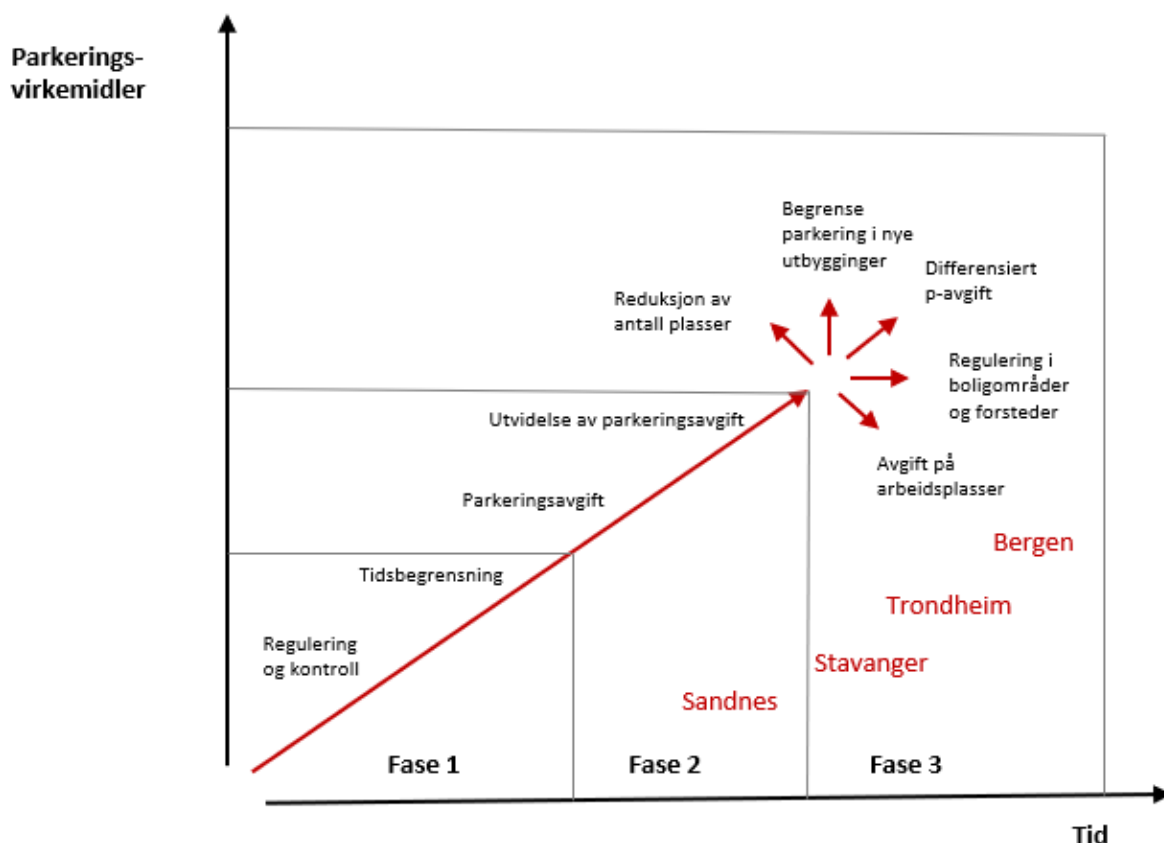 Parkerings-
virkemidler
Begrense
parkering i nye
utbygginger
Differensiert
p-avgift
Reduksjon av
antall plasser
Regulering i
boligområder
og forsteder
Utvidelse av parkeringsavgift
Avgift på
arbeidsplasser
Parkeringsavgift
Bergen
Tidsbegrensning
Trondheim
Regulering
og kontroll
Stavanger
Sandnes
Fase 1
Fase 2
Fase 3
Tid